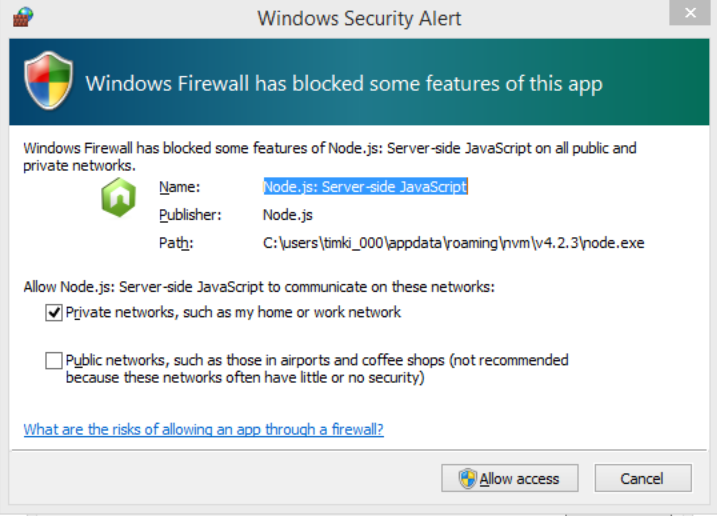 Windows Security Alert
Windows Firewall has blocked some features of this app
Windows Firewall has blocked some features of Node.js: Server-side JavaScript on all public and
private networks.
Name: Node.js: Server-side JavaScript
Publisher: Node.js
Path: C:\users\timki_000\appdata\roaming\nvm\v4.2.3\node.exe
Allow Node.js: Server-side JavaScript to communicate on these networks:
Private networks, such as my home or work network
Public networks, such as those in airports and coffee shops (not recommended
because these networks often have little or no security)
What are the risks of allowing an app through a firewall?
Allow access Cancel